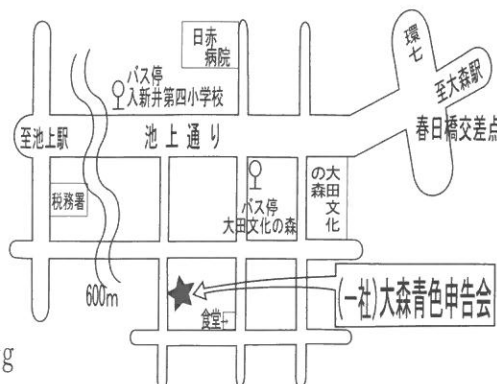 日赤
病院
環七
バス停
入新井第四小学校
至大森駅
至池上駅
池上通り
春日橋交差点
税務署
バス停
大田文化の森
大田文化
の森
600m
(一社)大森青色申告会
食堂
g